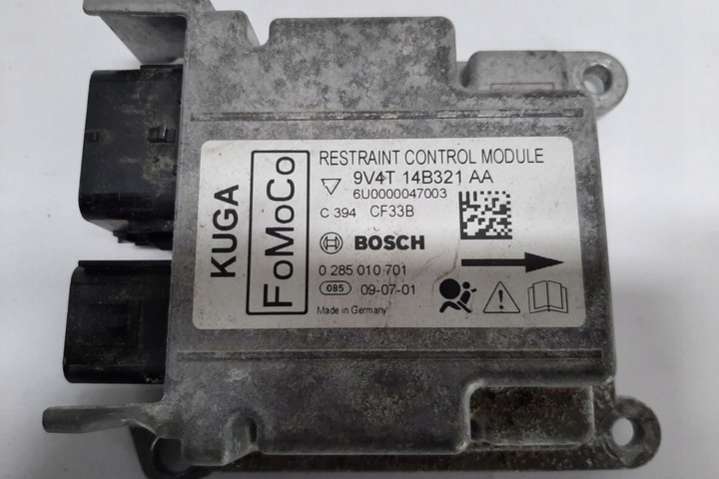 KUGA
FoMoCo
RESTRAINT CONTROL MODULE
9V4T 14B321 AA
6U0000047003
C 394 CF33B
BOSCH
0 285 010 701
085 09-07-01
Made in Germany